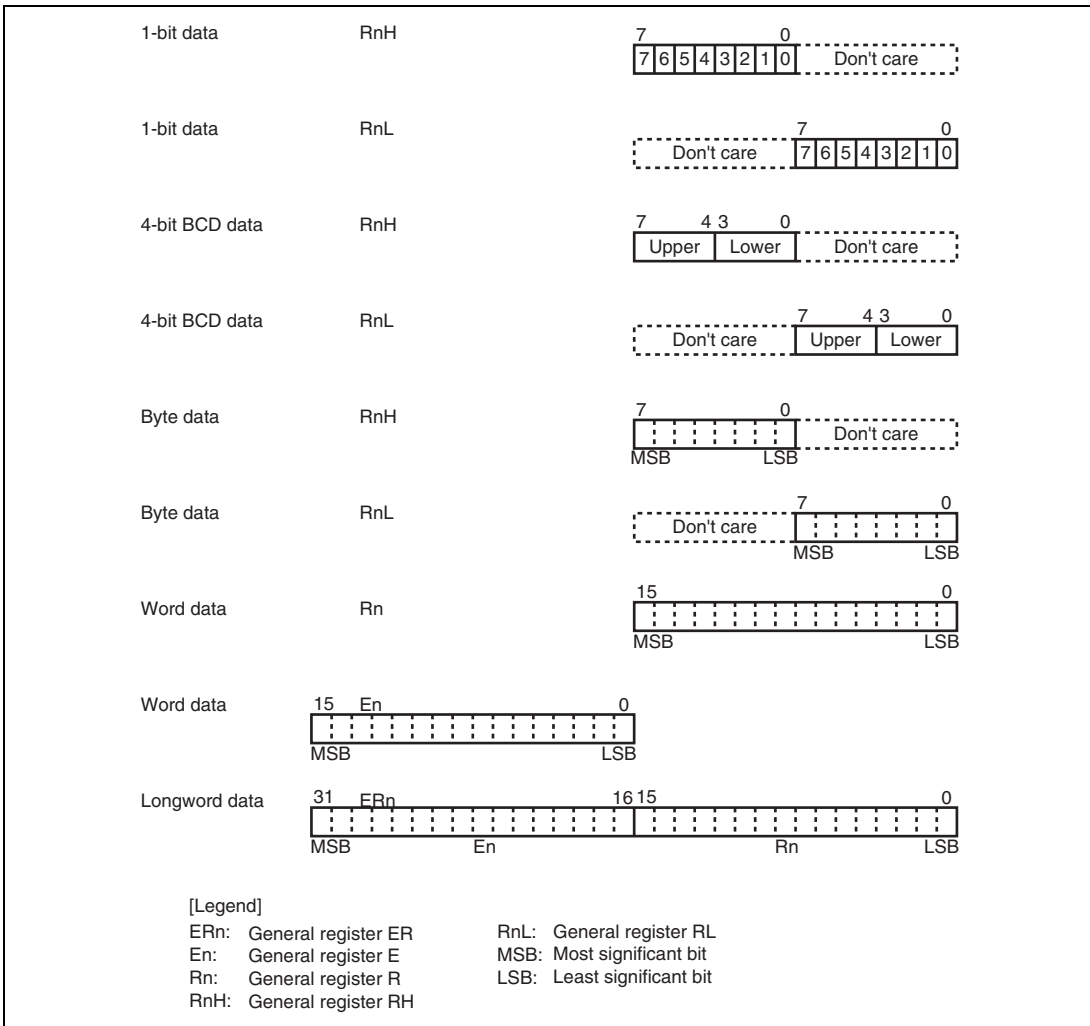 1-bit data RnH 7 0
7 6 5 4 3 2 1 0 Don't care
1-bit data RnL 7 0
Don't care 7 6 5 4 3 2 1 0
4-bit BCD data RnH 7 4 3 0
Upper Lower Don't care
4-bit BCD data RnL 7 4 3 0
Don't care Upper Lower
Byte data RnH 7 0
Don't care
MSB LSB
Byte data RnL 7 0
Don't care
MSB LSB
Word data Rn 15 0
MSB LSB
Word data 15 En 0
MSB LSB
Longword data 31 ERn 16 15 0
MSB En Rn LSB
[Legend]
ERn: General register ER
En: General register E
Rn: General register R
RnH: General register RH
RnL: General register RL
MSB: Most significant bit
LSB: Least significant bit